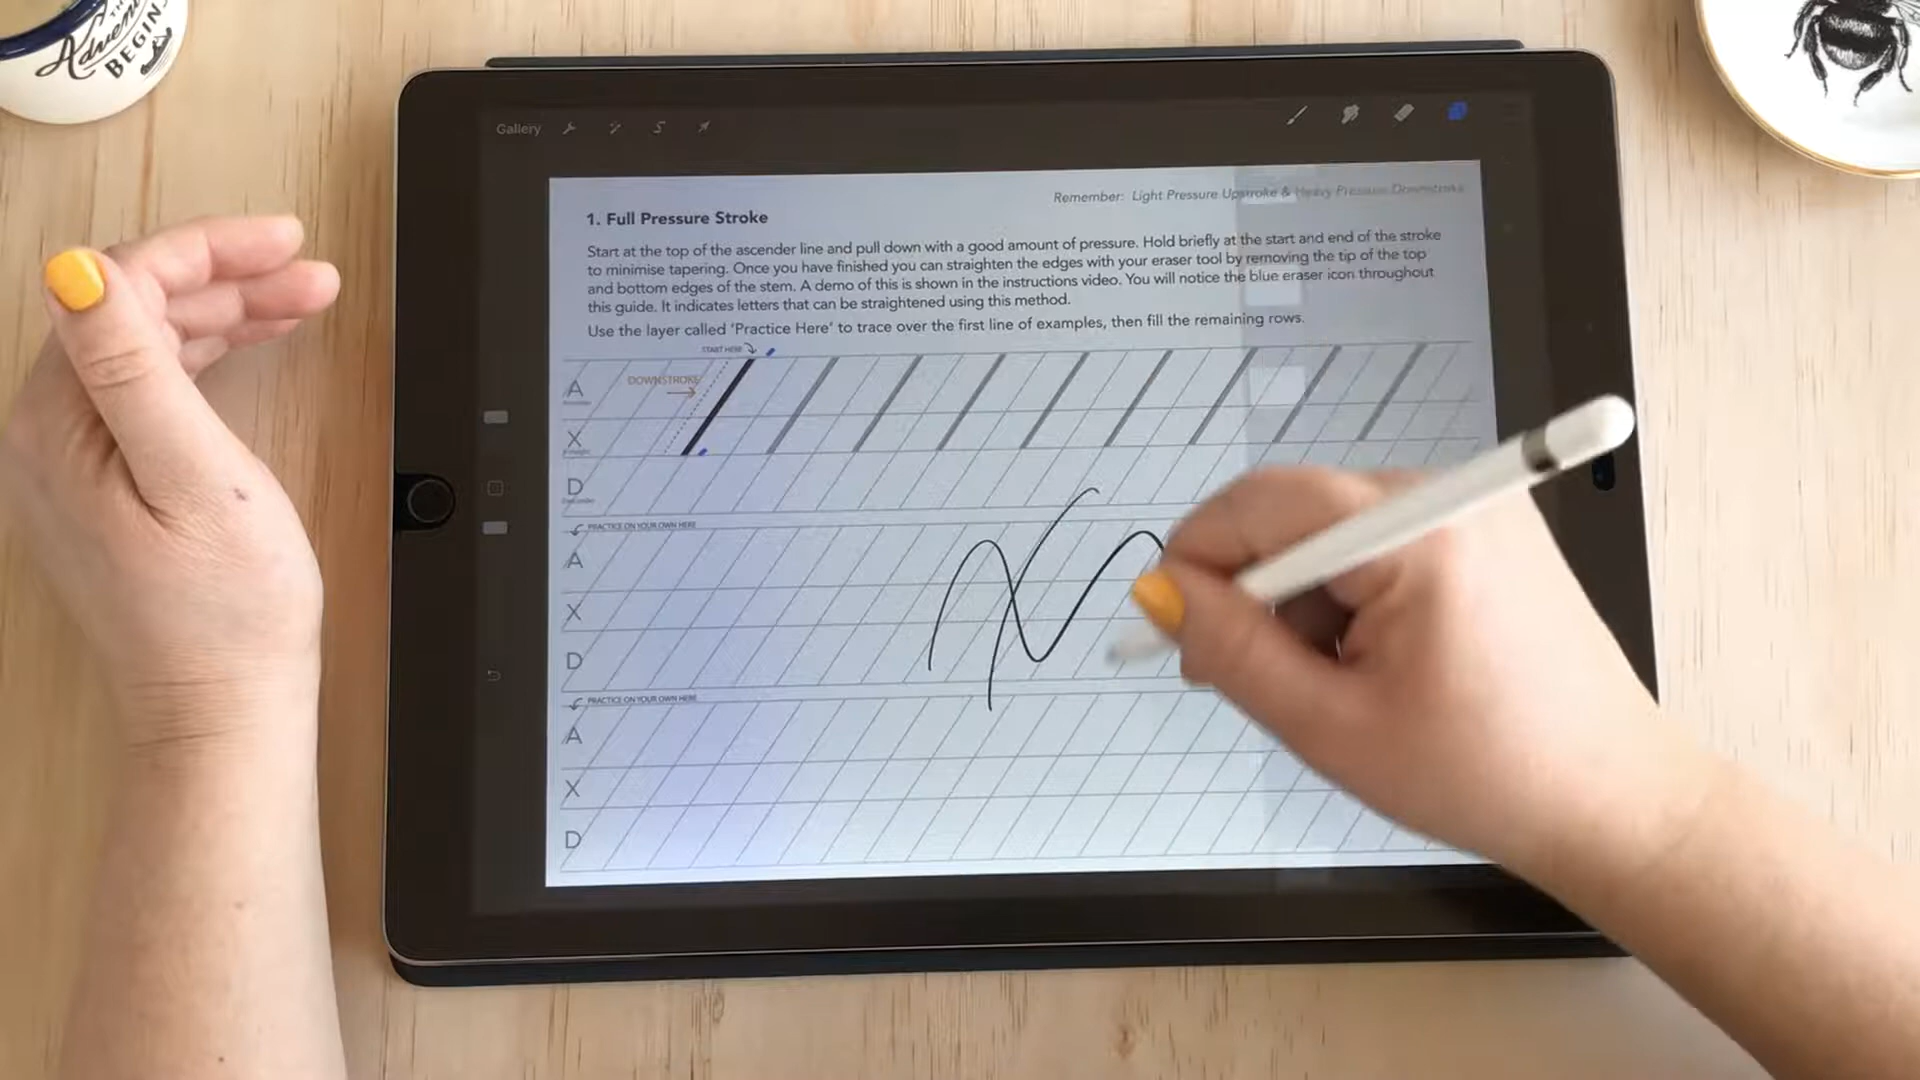 THE
Adventure
BEGINS
Gallery
Remember: Light Pressure Upstroke & Heavy Pressure Downstroke
1. Full Pressure Stroke
Start at the top of the ascender line and pull down with a good amount of pressure. Hold briefly at the start and end of the stroke
to minimise tapering. Once you have finished you can straighten the edges with your eraser tool by removing the tip of the top
and bottom edges of the stem. A demo of this is shown in the instructions video. You will notice the blue eraser icon throughout
this guide. It indicates letters that can be straightened using this method.
Use the layer called ‘Practice Here’ to trace over the first line of examples, then fill the remaining rows.
START HERE
A DOWNSTROKE
X
D
PRACTICE ON YOUR OWN HERE
A
X
D
PRACTICE ON YOUR OWN HERE
A
X
D